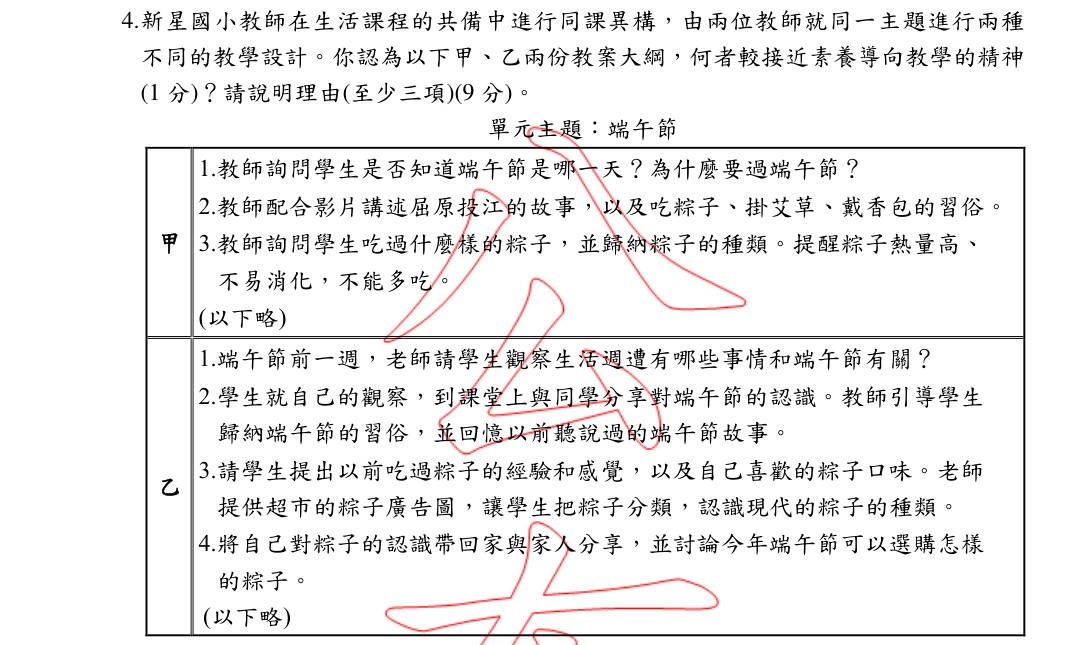 4.新星國小教師在生活課程的共備中進行同課異構，由兩位教師就同一主題進行兩種
不同的教學設計。你認為以下甲、乙兩份教案大綱，何者較接近素養導向教學的精神
(1 分)？請說明理由(至少三項)(9 分)。
單元主題：端午節
甲
1.教師詢問學生是否知道端午節是哪一天？為什麼要過端午節？
2.教師配合影片講述屈原投江的故事，以及吃粽子、掛艾草、戴香包的習俗。
3.教師詢問學生吃過什麼樣的粽子，並歸納粽子的種類。提醒粽子熱量高、
不易消化，不能多吃。
(以下略)
乙
1.端午節前一週，老師請學生觀察生活週遭有哪些事情和端午節有關？
2.學生就自己的觀察，到課堂上與同學分享對端午節的認識。教師引導學生
歸納端午節的習俗，並回憶以前聽說過的端午節故事。
3.請學生提出以前吃過粽子的經驗和感覺，以及自己喜歡的粽子口味。老師
提供超市的粽子廣告圖，讓學生把粽子分類，認識現代的粽子的種類。
4.將自己對粽子的認識帶回家與家人分享，並討論今年端午節可以選購怎樣
的粽子。
(以下略)